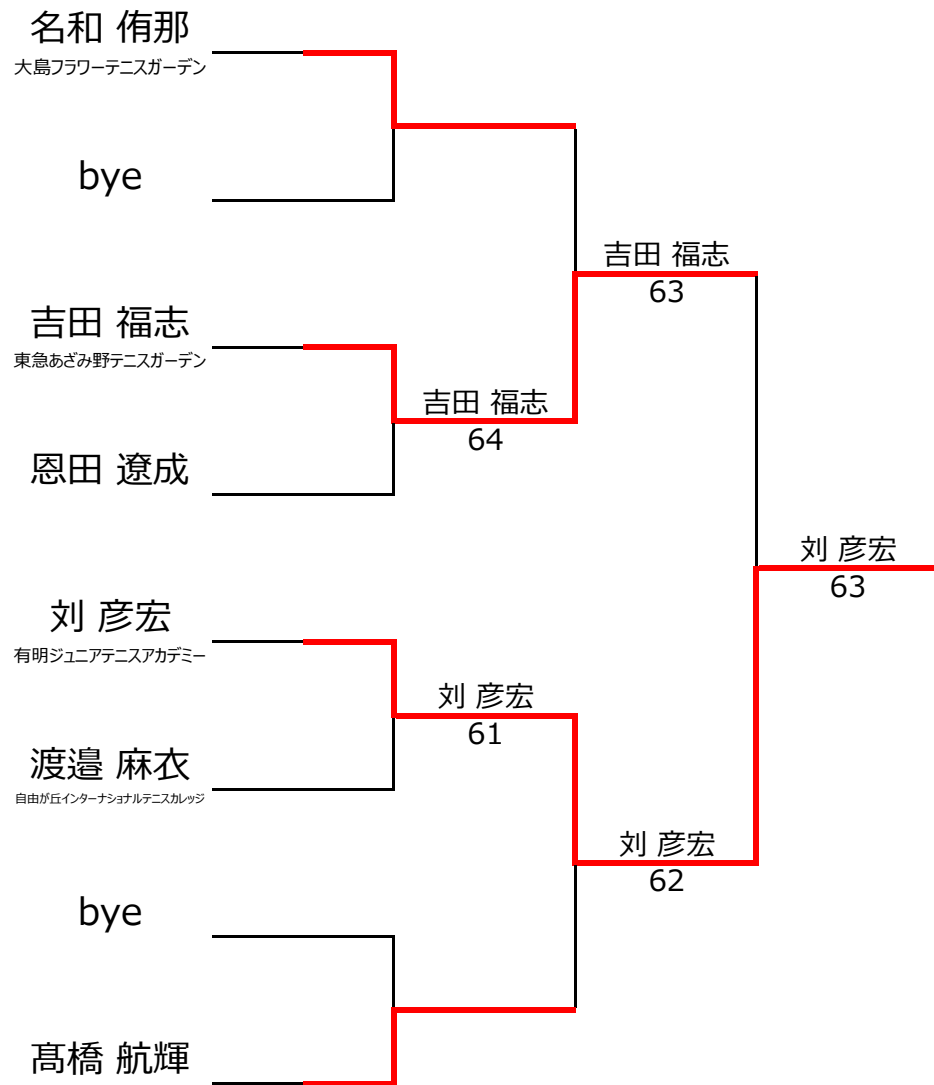 名和 侑那
大島フラワーテニスガーデン
bye
吉田 福志
63
吉田 福志
東急あざみ野テニスガーデン
吉田 福志
64
恩田 遼成
刘 彦宏
63
刘 彦宏
有明ジュニアテニスアカデミー
刘 彦宏
61
渡邉 麻衣
自由が丘インターナショナルテニスカレッジ
刘 彦宏
62
bye
髙橋 航輝